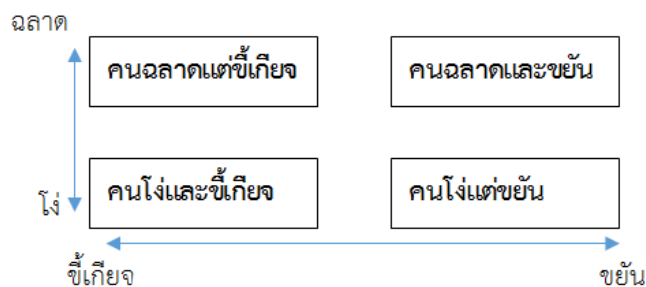 ฉลาด
คนฉลาดแต่ขี้เกียจ
คนฉลาดและขยัน
คนโง่และขี้เกียจ
คนโง่แต่ขยัน
โง่
ขี้เกียจ
ขยัน